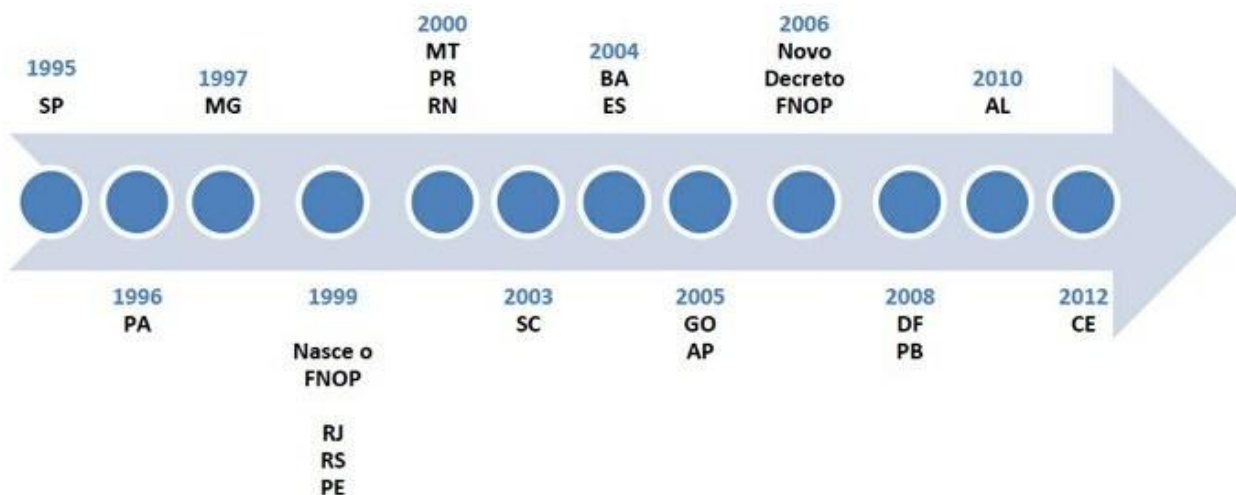 1995
SP
1996
PA
1997
MG
1999
Nasce o
FNOP
RJ
RS
PE
2000
MT
PR
RN
2003
SC
2004
BA
ES
2005
GO
AP
2006
Novo
Decreto
FNOP
2008
DF
PB
2010
AL
2012
CE